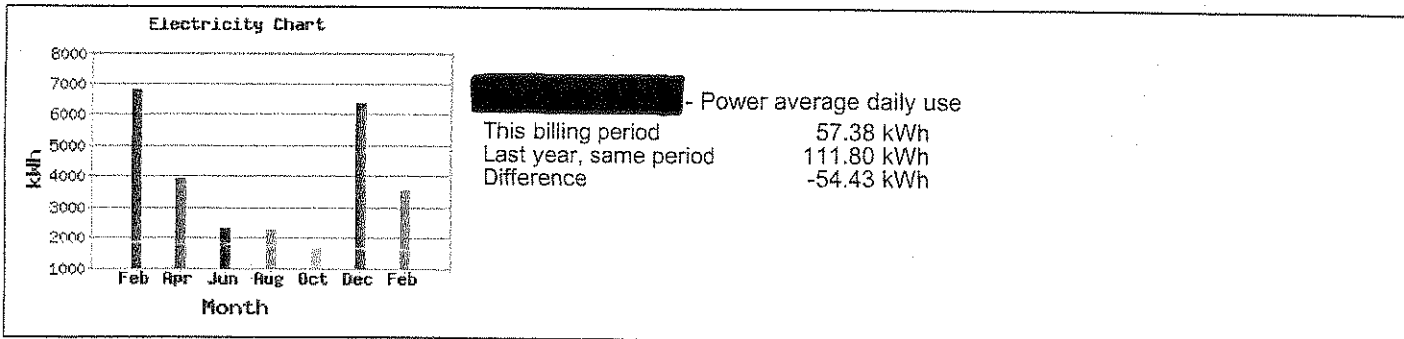 Electricity Chart
8000
7000
6000
5000
4000
3000
2000
1000
kWh
Feb Apr Jun Aug Oct Dec Feb
Month
- Power average daily use
This billing period 57.38 kWh
Last year, same period 111.80 kWh
Difference -54.43 kWh